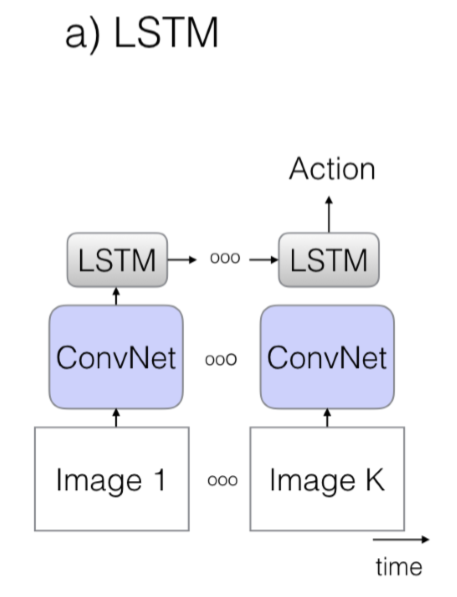 a) LSTM
Action
LSTM ooo LSTM
ConvNet ooo ConvNet
Image 1 ooo Image K
time